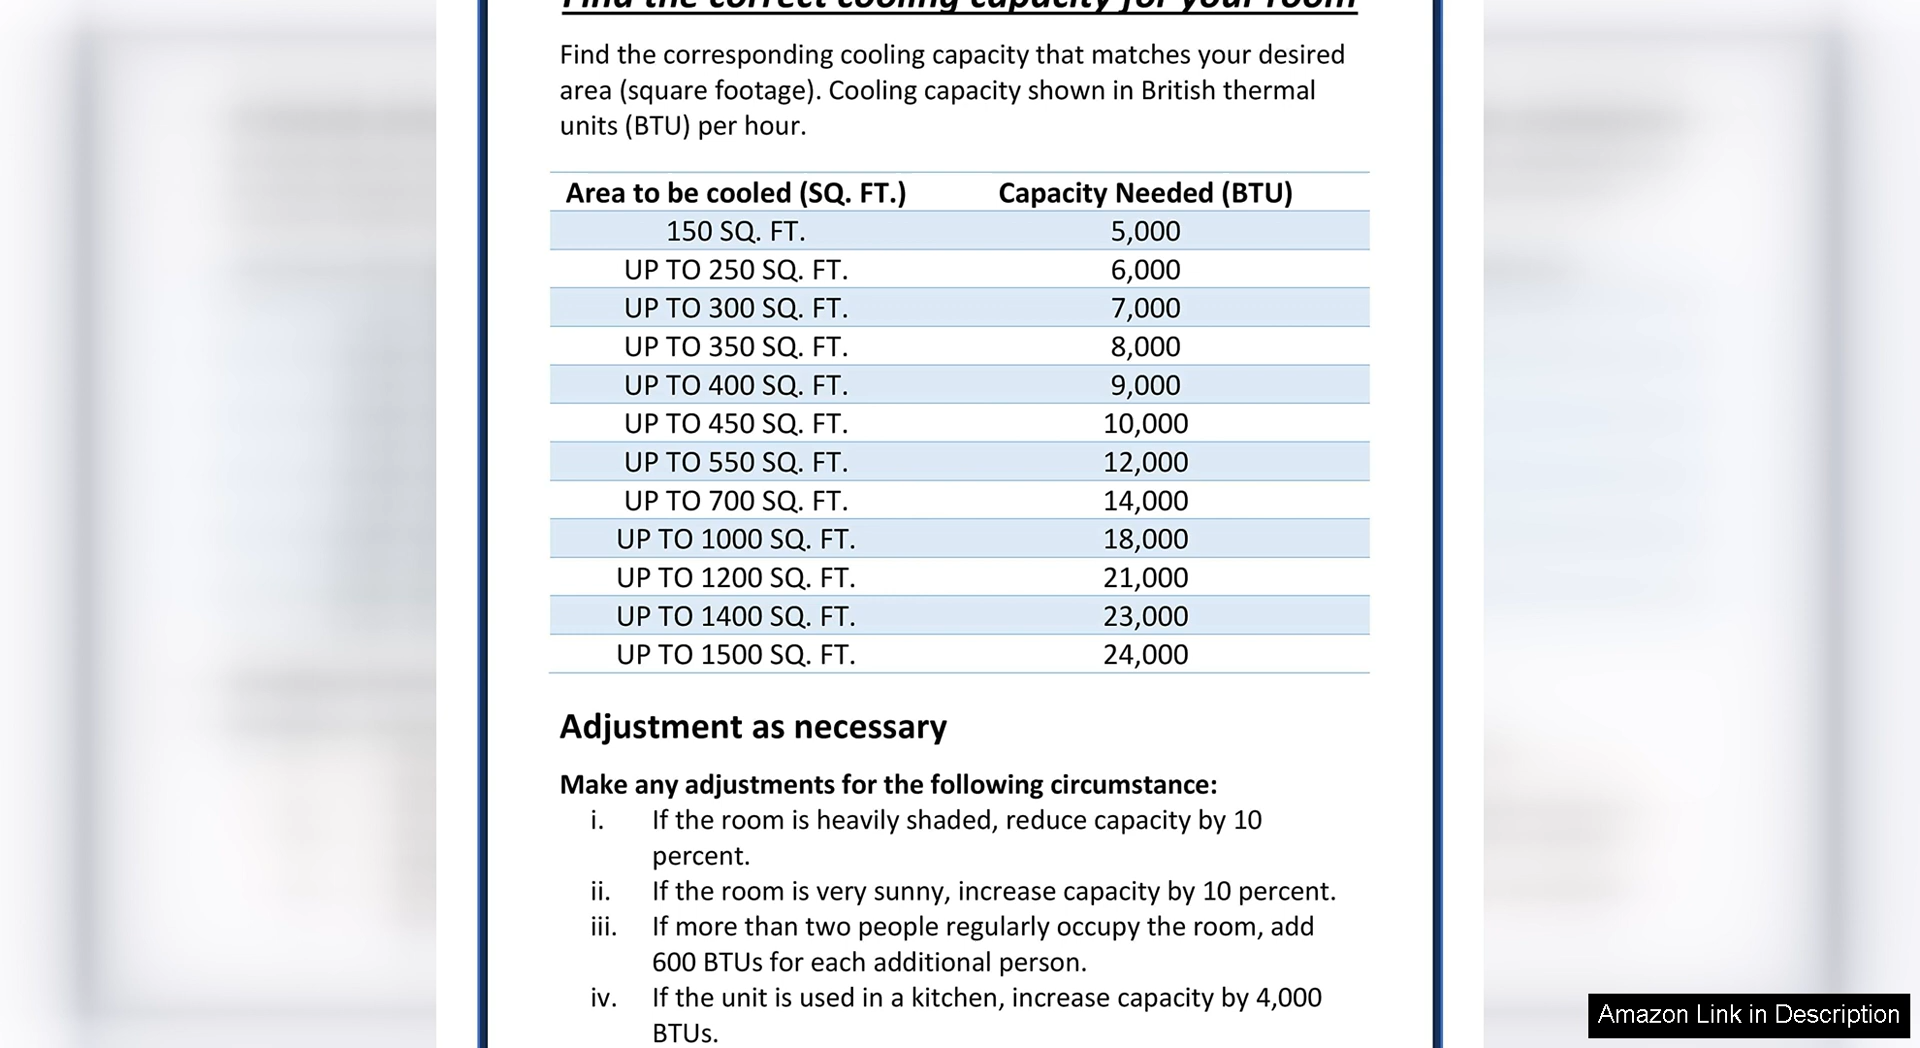 Find the correct cooling capacity for your room
Find the corresponding cooling capacity that matches your desired
area (square footage). Cooling capacity shown in British thermal
units (BTU) per hour.
Area to be cooled (SQ. FT.) Capacity Needed (BTU)
150 SQ. FT. 5,000
UP TO 250 SQ. FT. 6,000
UP TO 300 SQ. FT. 7,000
UP TO 350 SQ. FT. 8,000
UP TO 400 SQ. FT. 9,000
UP TO 450 SQ. FT. 10,000
UP TO 550 SQ. FT. 12,000
UP TO 700 SQ. FT. 14,000
UP TO 1000 SQ. FT. 18,000
UP TO 1200 SQ. FT. 21,000
UP TO 1400 SQ. FT. 23,000
UP TO 1500 SQ. FT. 24,000
Adjustment as necessary
Make any adjustments for the following circumstance:
i. If the room is heavily shaded, reduce capacity by 10
percent.
ii. If the room is very sunny, increase capacity by 10 percent.
iii. If more than two people regularly occupy the room, add
600 BTUs for each additional person.
iv. If the unit is used in a kitchen, increase capacity by 4,000
BTUs.
Amazon Link in Description